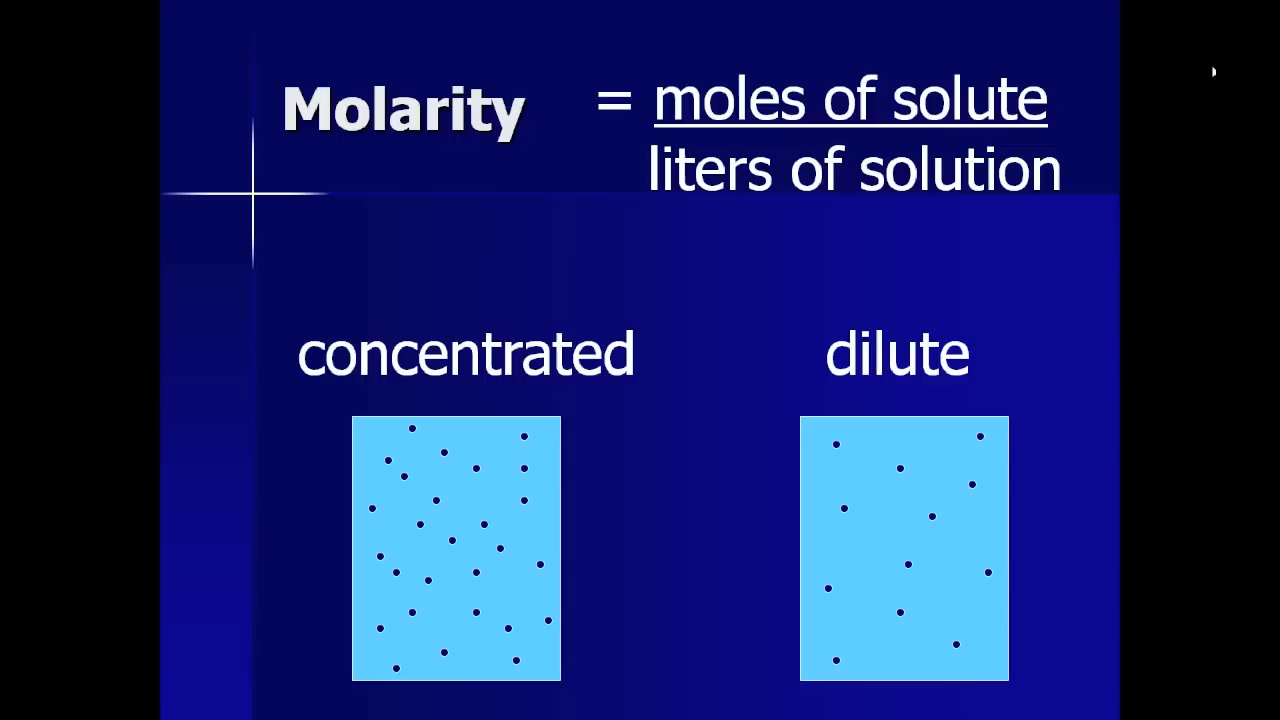 Molarity = moles of solute
liters of solution
concentrated dilute